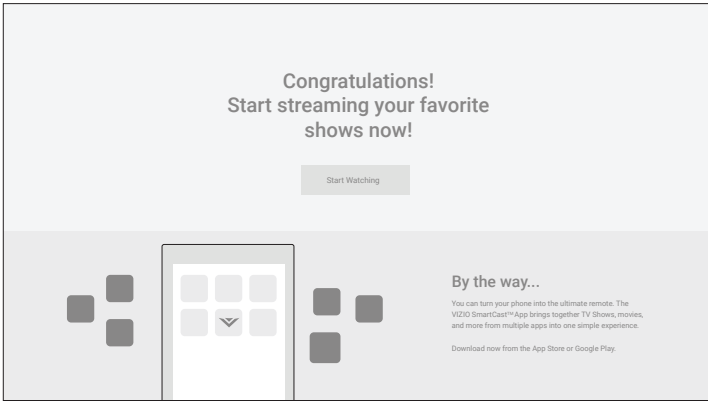 Congratulations!
Start streaming your favorite
shows now!
Start Watching
By the way...
You can turn your phone into the ultimate remote. The
VIZIO SmartCast™ App brings together TV Shows, movies,
and more from multiple apps into one simple experience.
Download now from the App Store or Google Play.